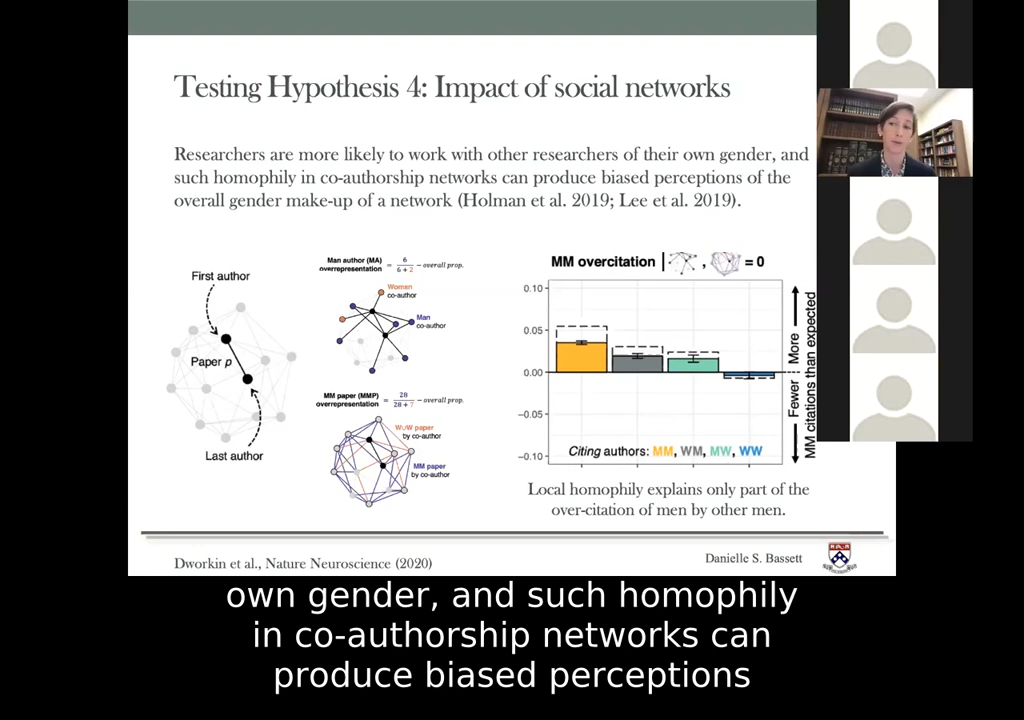 Testing Hypothesis 4: Impact of social networks
Researchers are more likely to work with other researchers of their own gender, and
such homophily in co-authorship networks can produce biased perceptions of the
overall gender make-up of a network (Holman et al. 2019; Lee et al. 2019).
First author
Paper p
Last author
Man author (MA)
overrepresentation = 6 / 6 + 2 − overall prop.
Woman
co-author
Man
co-author
MM paper (MMP)
overrepresentation = 28 / 28 + 7 − overall prop.
W∪W paper
by co-author
MM paper
by co-author
MM overcitation | , = 0
0.10
0.05
0.00
−0.05
−0.10
Citing authors: MM, WM, MW, WW
Fewer More
MM citations than expected
Local homophily explains only part of the
over-citation of men by other men.
Dworkin et al., Nature Neuroscience (2020)
Danielle S. Bassett
own gender, and such homophily
in co-authorship networks can
produce biased perceptions